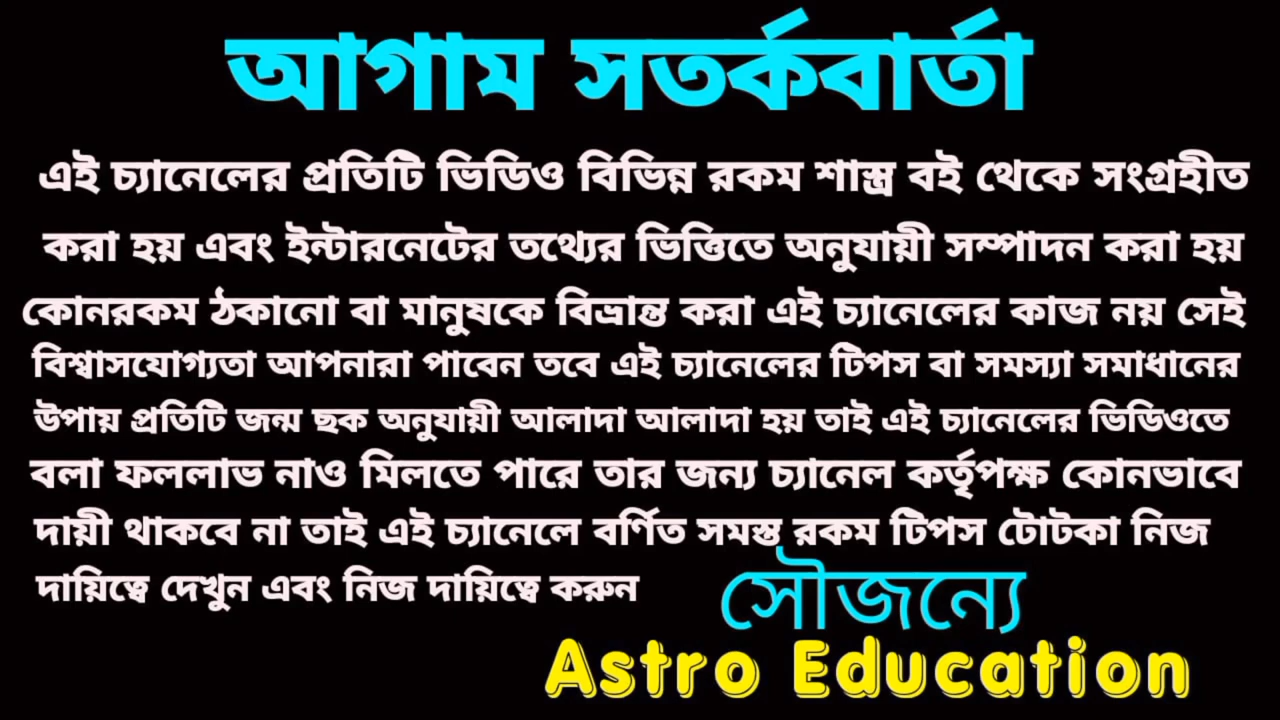 আগাম সতর্কবার্তা
এই চ্যানেলের প্রতিটি ভিডিও বিভিন্ন রকম শাস্ত্র বই থেকে সংগ্রহীত
করা হয় এবং ইন্টারনেটের তথ্যের ভিত্তিতে অনুযায়ী সম্পাদন করা হয়
কোনরকম ঠকানো বা মানুষকে বিভ্রান্ত করা এই চ্যানেলের কাজ নয় সেই
বিশ্বাসযোগ্যতা আপনারা পাবেন তবে এই চ্যানেলের টিপস বা সমস্যা সমাধানের
উপায় প্রতিটি জন্ম ছক অনুযায়ী আলাদা আলাদা হয় তাই এই চ্যানেলের ভিডিওতে
বলা ফললাভ নাও মিলতে পারে তার জন্য চ্যানেল কর্তৃপক্ষ কোনভাবে
দায়ী থাকবে না তাই এই চ্যানেলে বর্ণিত সমস্ত রকম টিপস টোটকা নিজ
দায়িত্বে দেখুন এবং নিজ দায়িত্বে করুন
সৌজন্যে
Astro Education